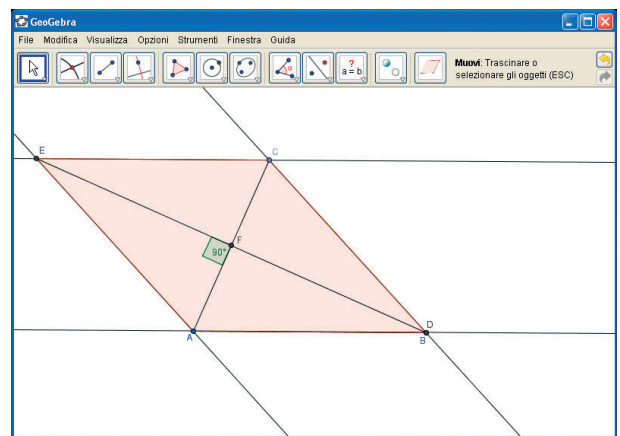 GeoGebra
File Modifica Visualizza Opzioni Strumenti Finestra Guida
a = b
Muovi: Trascinare o
selezionare gli oggetti (ESC)
E
C
F
90°
A
D
B